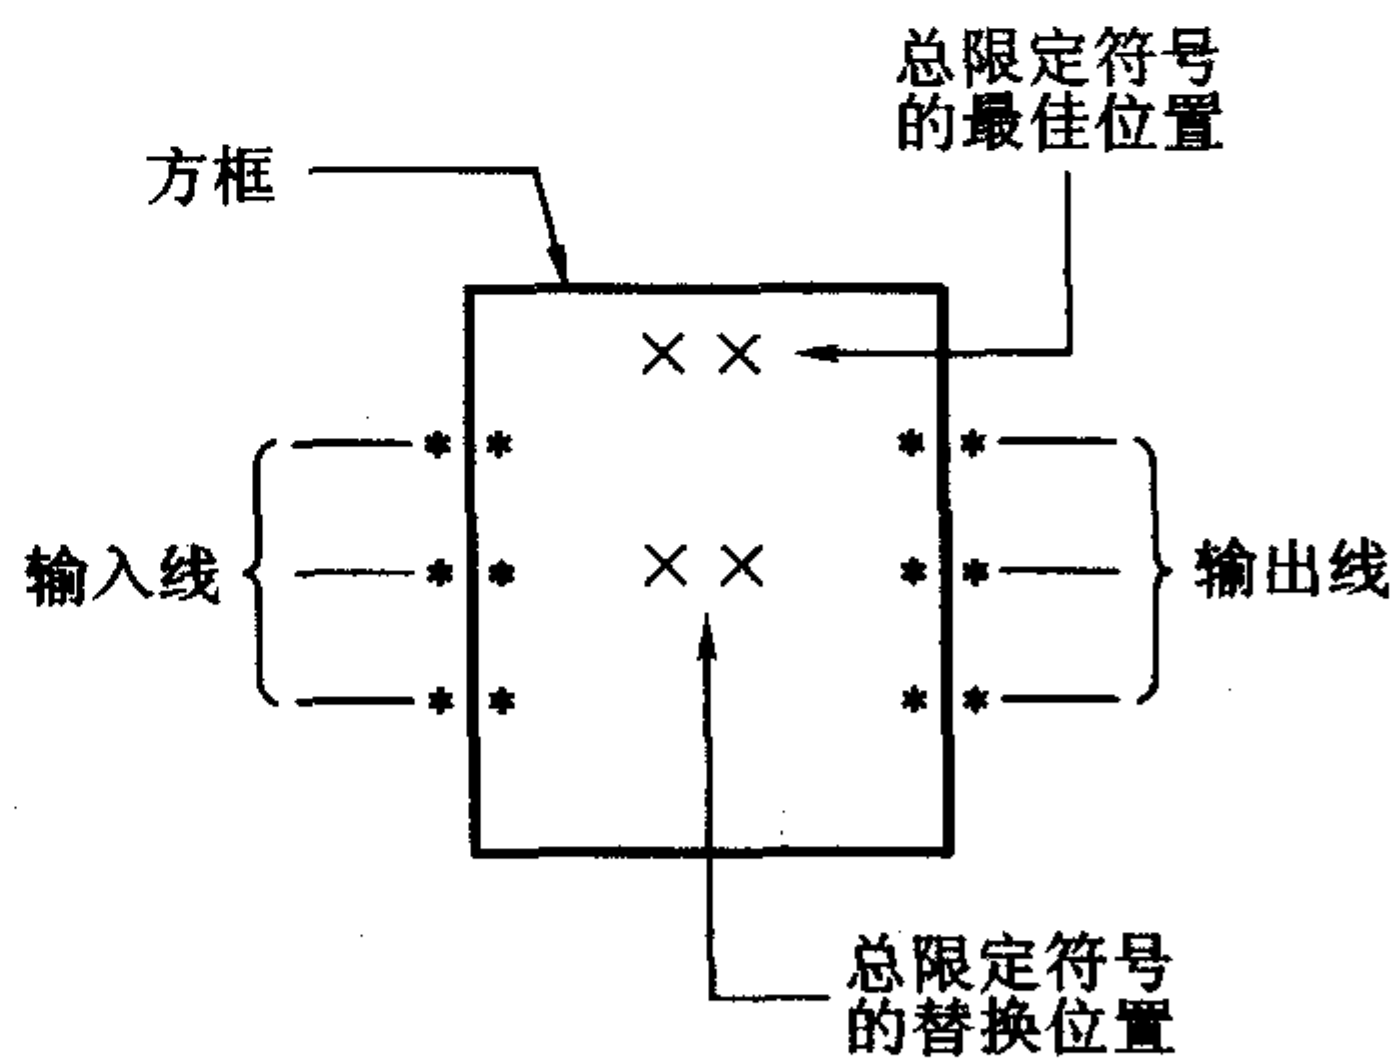 总限定符号
的最佳位置
方框
×× 
* * * *
输入线 * * ×× * * 输出线
* * * *
总限定符号
的替换位置